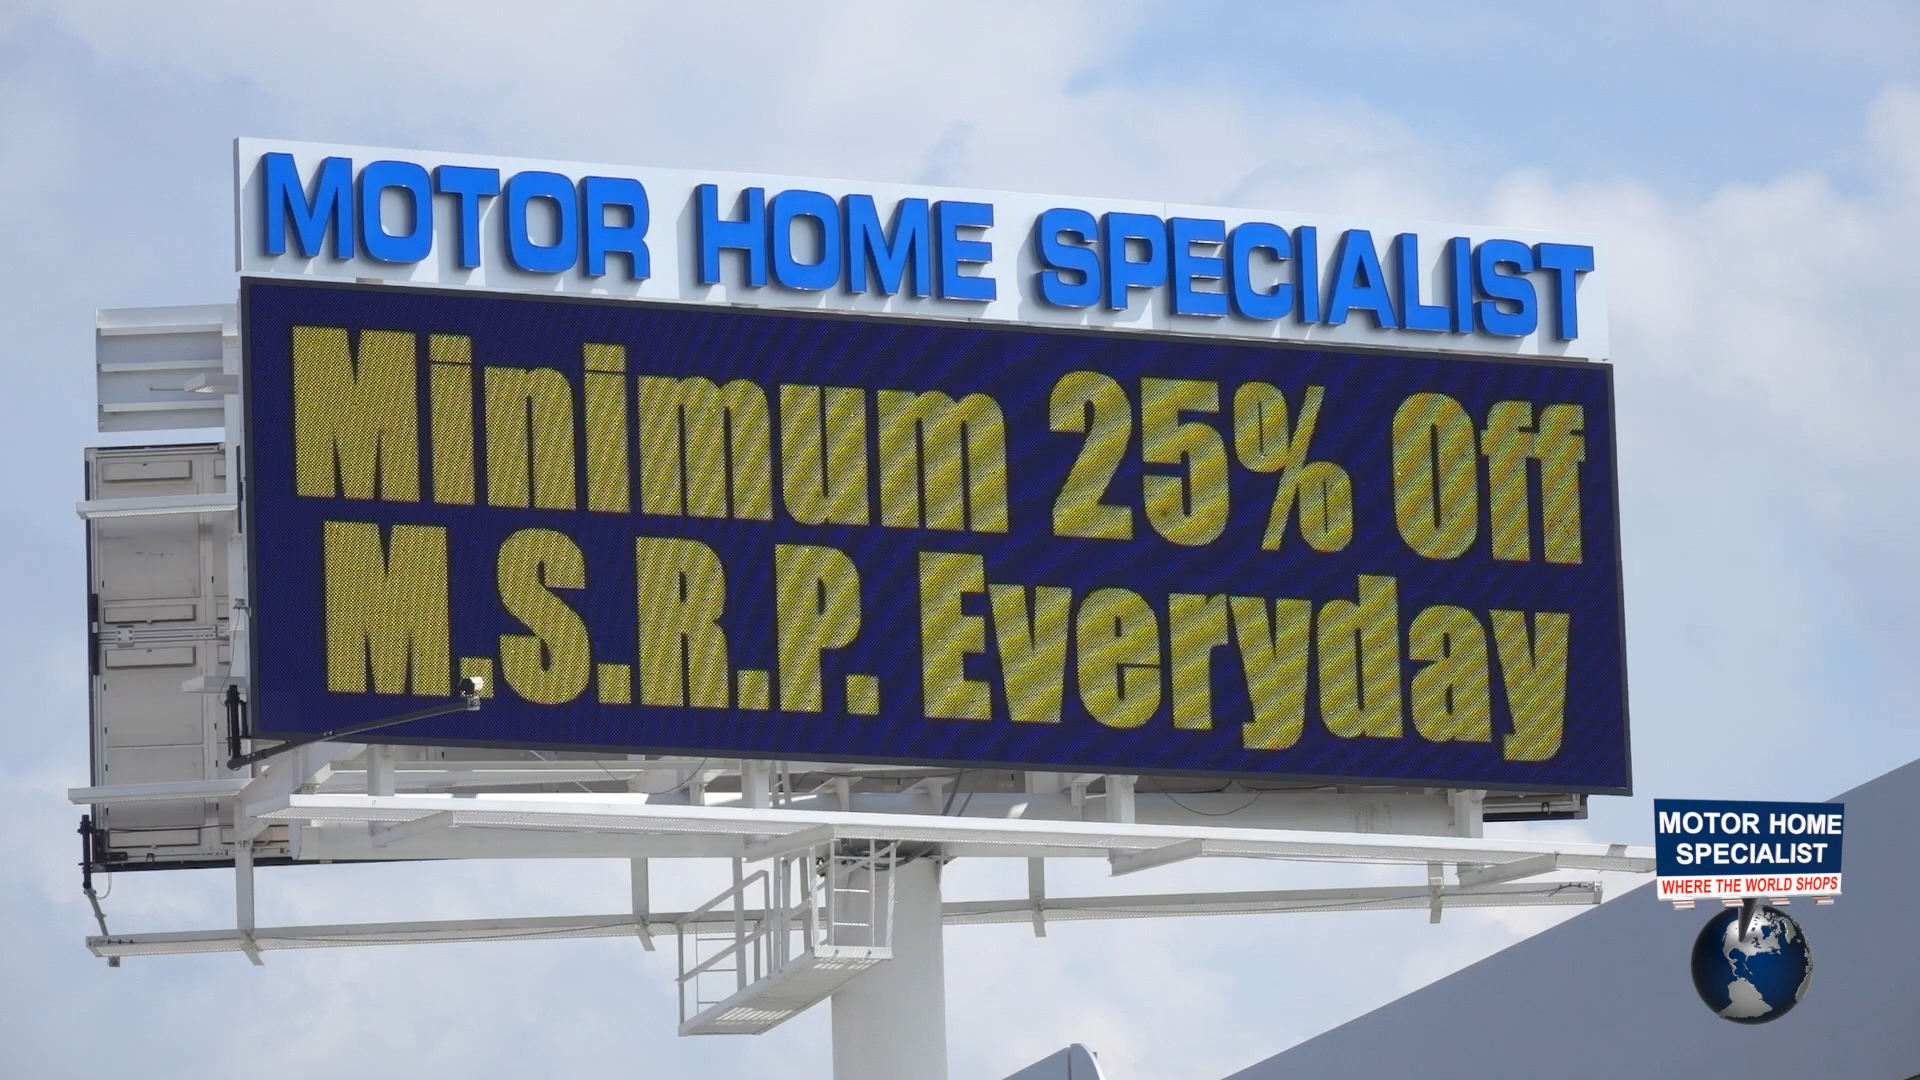 MOTOR HOME SPECIALIST
Minimum 25% Off
M.S.R.P. Everyday
MOTOR HOME
SPECIALIST
WHERE THE WORLD SHOPS